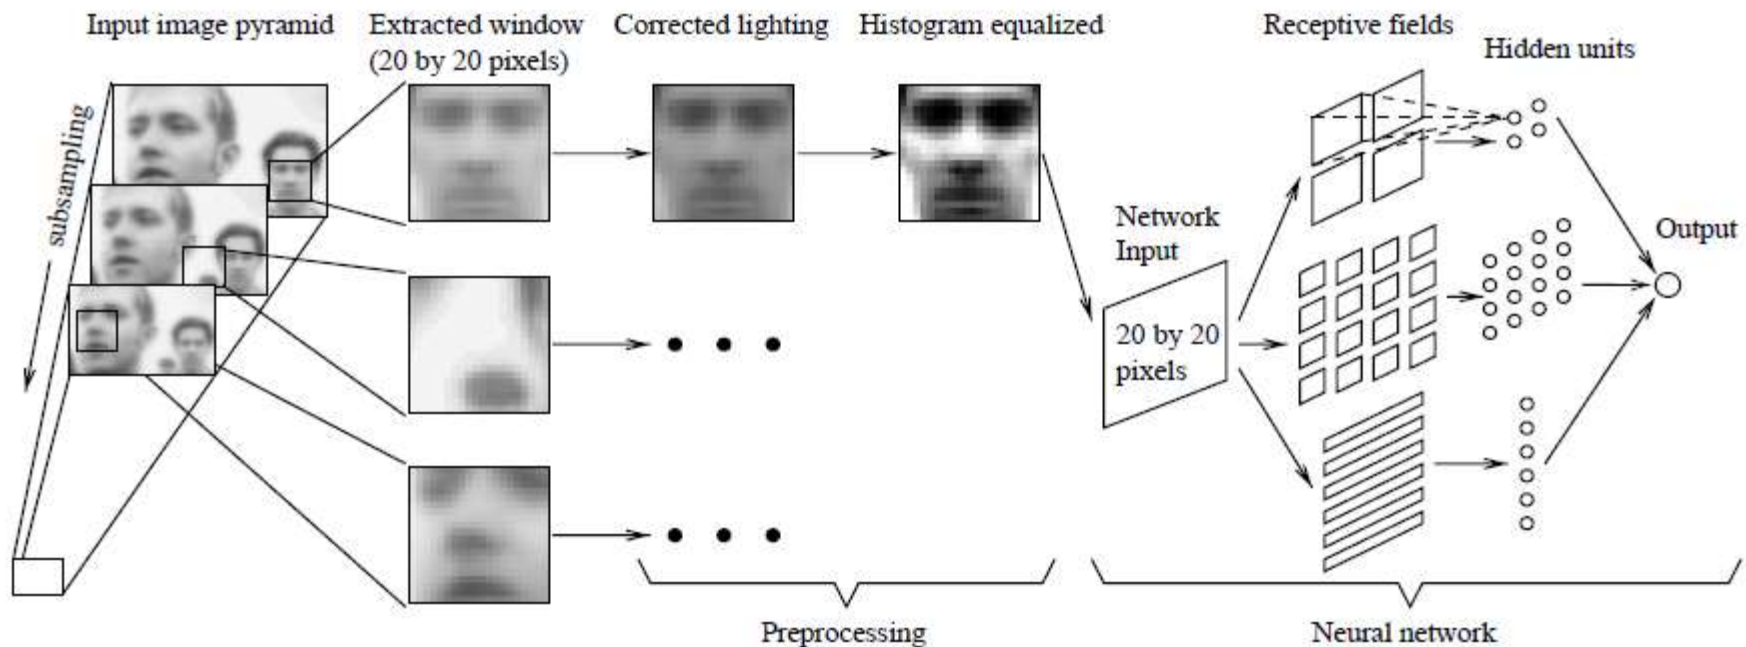 Input image pyramid
Extracted window
(20 by 20 pixels)
Corrected lighting
Histogram equalized
Receptive fields
Hidden units
subsampling
Network
Input
20 by 20
pixels
Output
Preprocessing
Neural network